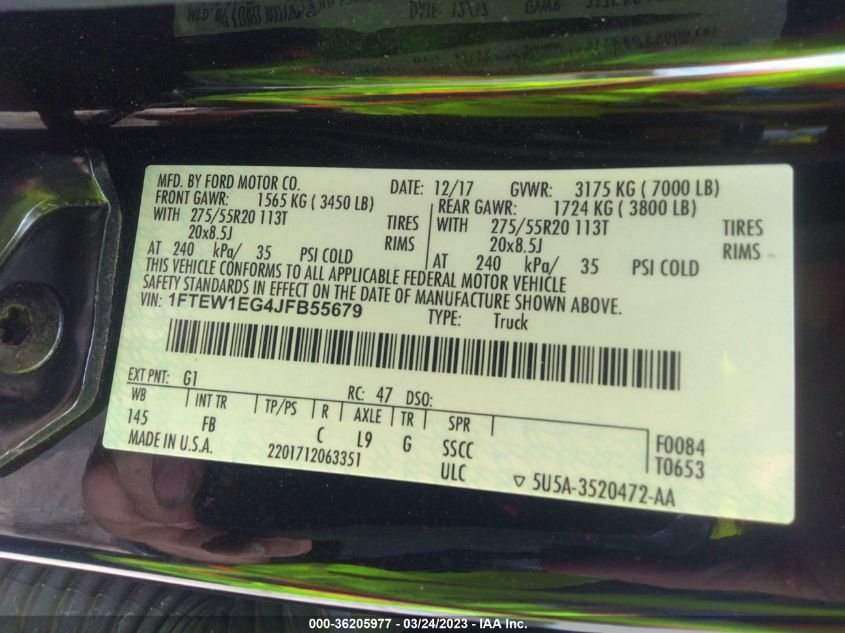 MFD. BY FORD MOTOR CO. DATE: 12/17 GVWR: 3175 KG ( 7000 LB)
FRONT GAWR: 1565 KG ( 3450 LB) REAR GAWR: 1724 KG ( 3800 LB)
WITH 275/55R20 113T TIRES WITH 275/55R20 113T TIRES
20x8.5J RIMS 20x8.5J RIMS
AT 240 kPa/ 35 PSI COLD AT 240 kPa/ 35 PSI COLD
THIS VEHICLE CONFORMS TO ALL APPLICABLE FEDERAL MOTOR VEHICLE
SAFETY STANDARDS IN EFFECT ON THE DATE OF MANUFACTURE SHOWN ABOVE.
VIN: 1FTEW1EG4JFB55679 TYPE: Truck
EXT PNT: G1 RC: 47 DSO:
WB INT TR TP/PS R AXLE TR SPR
145 FB C L9 G SSCC F0084
MADE IN U.S.A. 2201712063351 ULC T0653
5U5A-3520472-AA
000-36205977 - 03/24/2023 - IAA Inc.